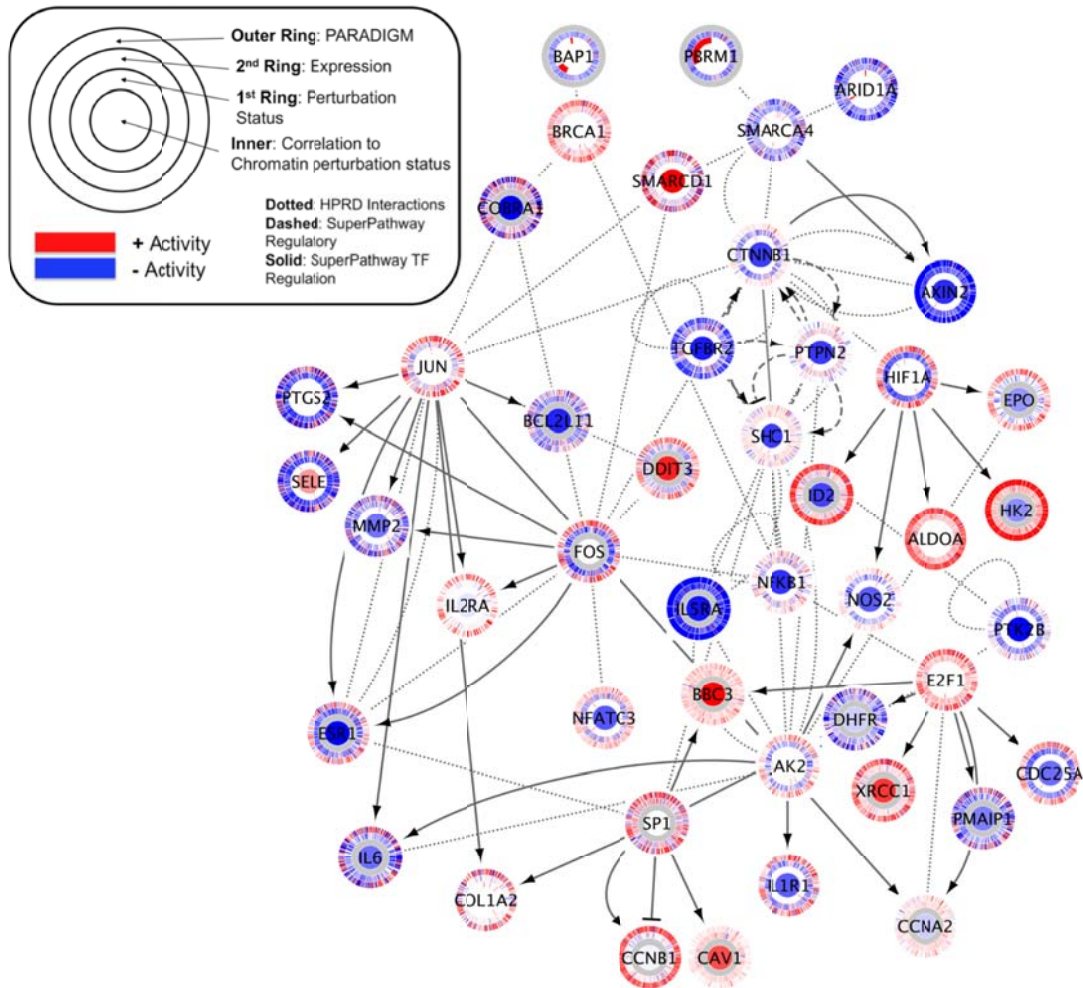 Outer Ring: PARADIGM
2nd Ring: Expression
1st Ring: Perturbation
Status
Inner: Correlation to
Chromatin perturbation status
Dotted: HPRD Interactions
Dashed: SuperPathway
Regulatory
Solid: SuperPathway TF
Regulation
+ Activity
- Activity
BAP1
PBRM1
ARID1A
BRCA1
SMARCA4
SMARCD1
COBRA1
CTNNB1
AXIN2
TGFBR2
PTPN2
JUN
HIF1A
PTGS2
EPO
BCL2L11
SHC1
DDIT3
SELE
ID2
HK2
MMP2
ALDOA
FOS
NFKB1
IL2RA
IL5RA
NOS2
PTK2B
E2F1
BBC3
NFATC3
DHFR
ESR1
JAK2
CDC25A
XRCC1
SP1
PMAIP1
IL6
IL1R1
COL1A2
CCNA2
CCNB1
CAV1